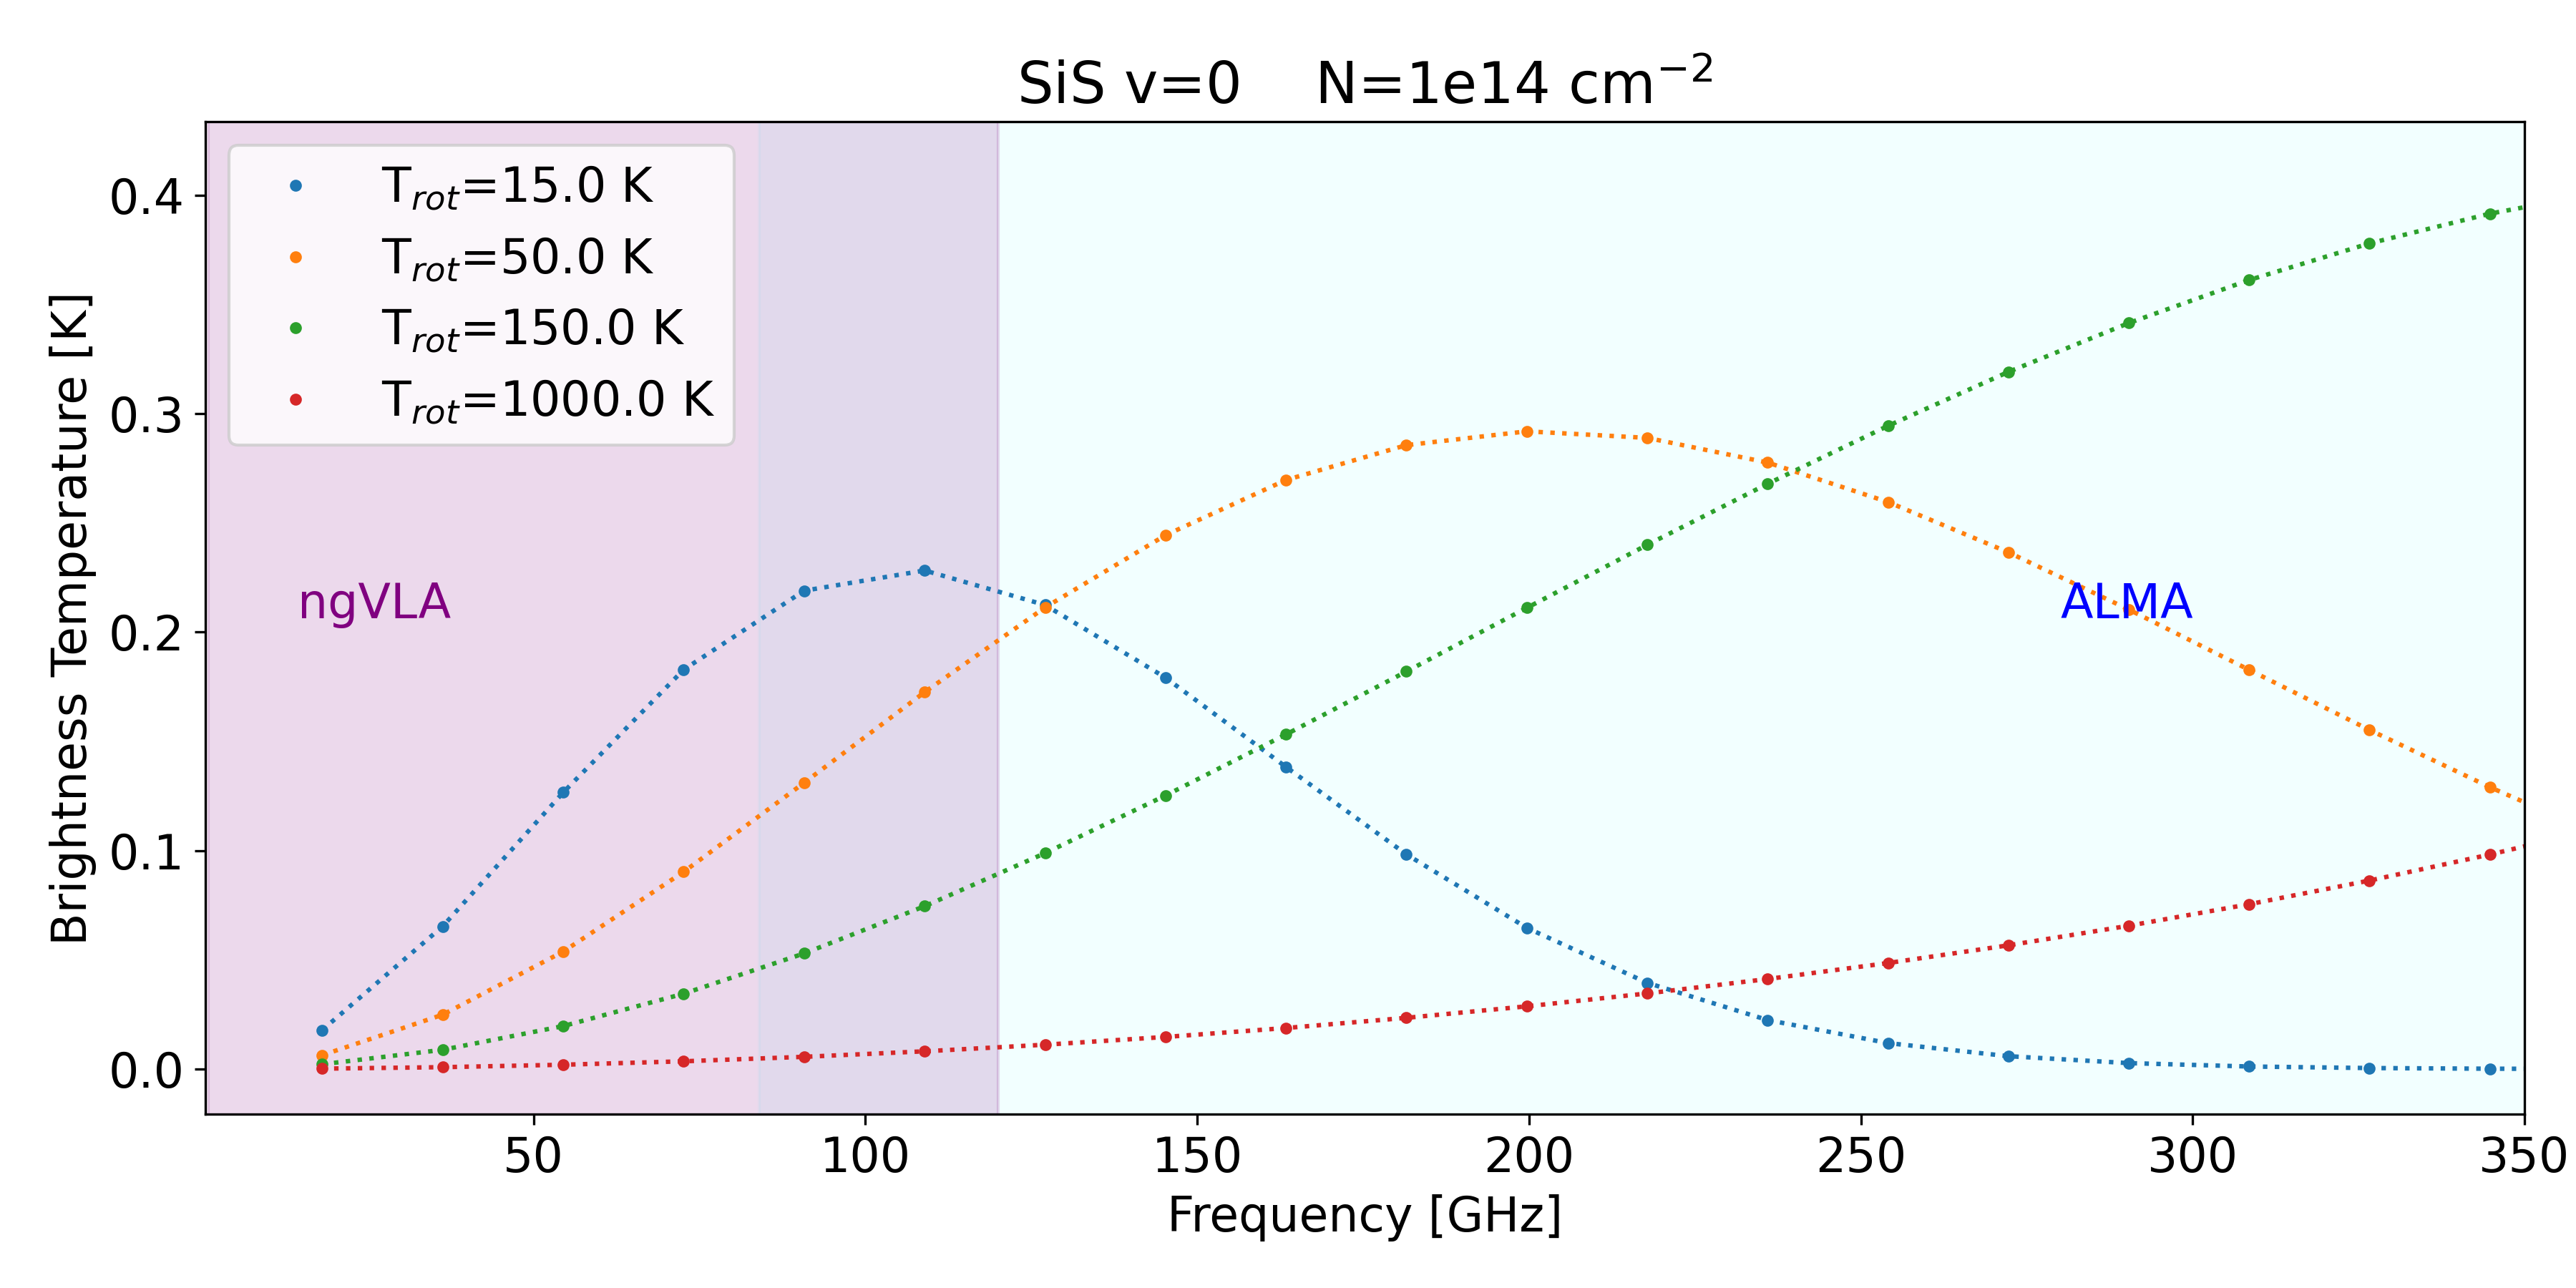 SiS v=0    N=1e14 cm⁻²
Brightness Temperature [K]
0.4
0.3
0.2
0.1
0.0
T_rot=15.0 K
T_rot=50.0 K
T_rot=150.0 K
T_rot=1000.0 K
ngVLA
ALMA
50 100 150 200 250 300 350
Frequency [GHz]